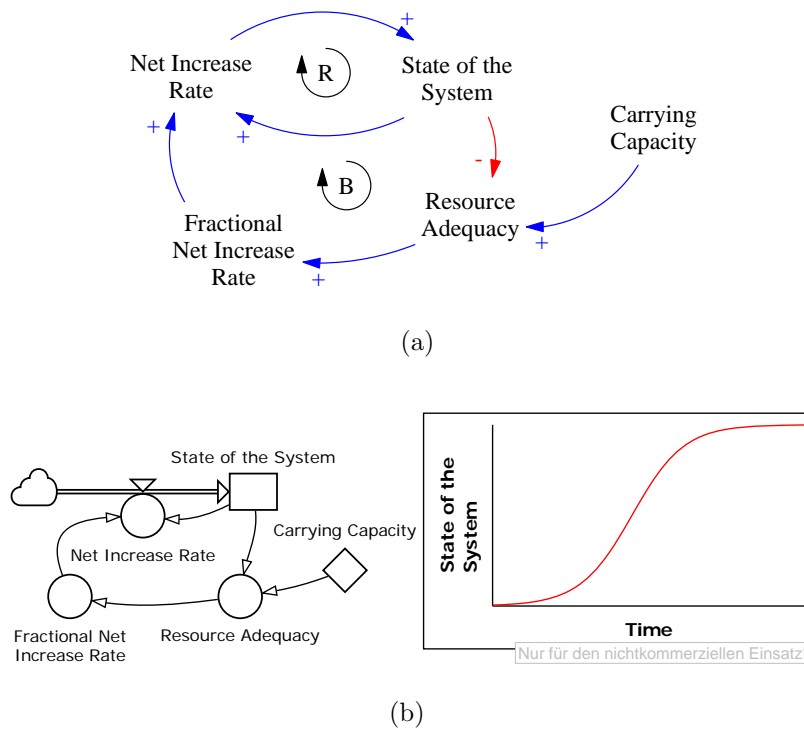 +
Net Increase
Rate
R
State of the
System
Carrying
Capacity
+
+
-
B
Resource
Adequacy
Fractional
Net Increase
Rate
+
+
(a)
State of the System
Net Increase Rate
Carrying Capacity
Fractional Net
Increase Rate
Resource Adequacy
State of the
System
Time
Nur für den nichtkommerziellen Einsatz!
(b)